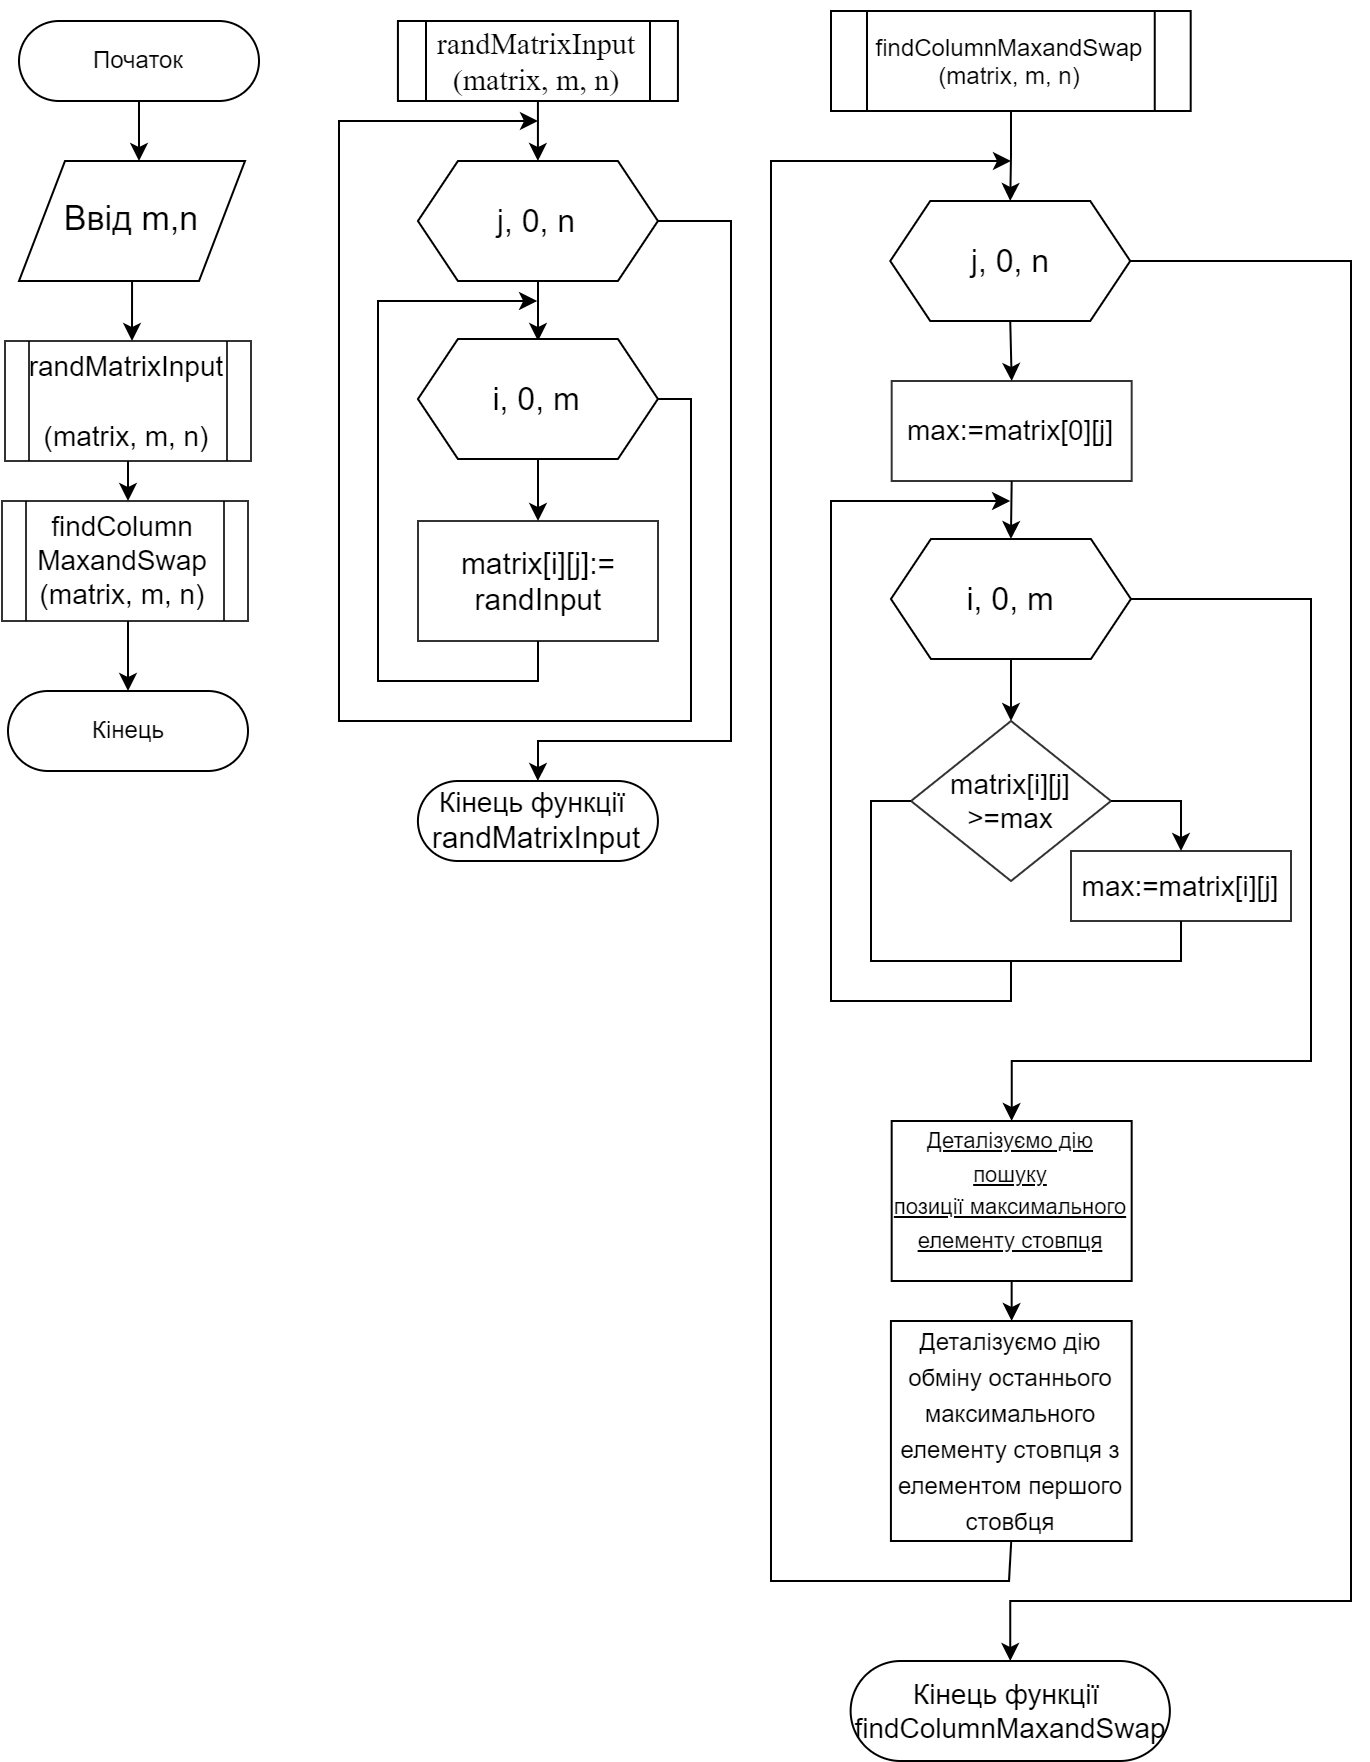 Початок
Ввід m,n
randMatrixInput
(matrix, m, n)
findColumn
MaxandSwap
(matrix, m, n)
Кінець
randMatrixInput
(matrix, m, n)
j, 0, n
i, 0, m
matrix[i][j]:=
randInput
Кінець функції
randMatrixInput
findColumnMaxandSwap
(matrix, m, n)
j, 0, n
max:=matrix[0][j]
i, 0, m
matrix[i][j]
>=max
max:=matrix[i][j]
Деталізуємо дію
пошуку
позиції максимального
елементу стовпця
Деталізуємо дію
обміну останнього
максимального
елементу стовпця з
елементом першого
стовбця
Кінець функції
findColumnMaxandSwap